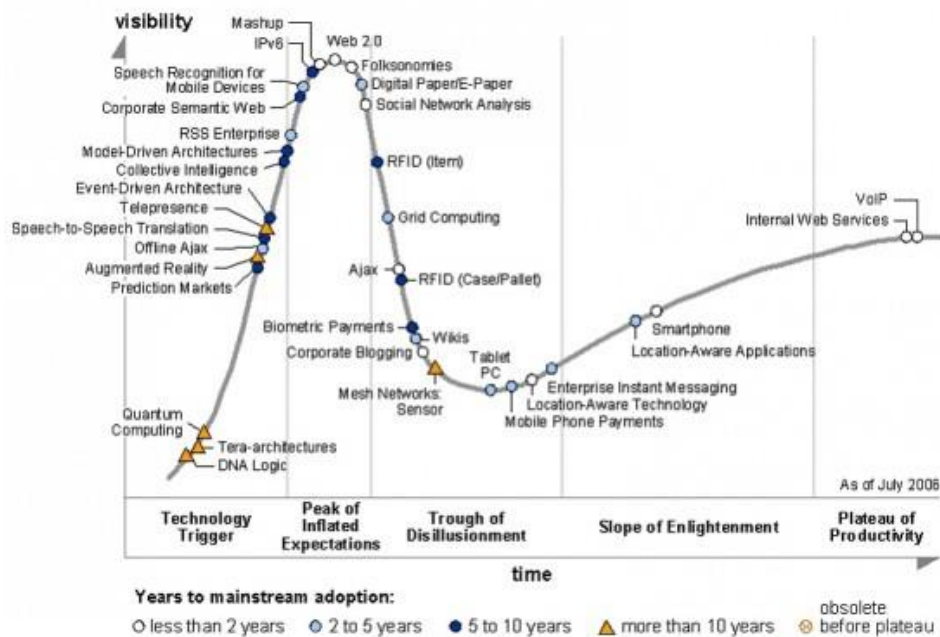 visibility
Mashup
IPv6
Web 2.0
Folksonomies
Speech Recognition for
Mobile Devices
Digital Paper/E-Paper
Corporate Semantic Web
Social Network Analysis
RSS Enterprise
Model-Driven Architectures
Collective Intelligence
RFID (Item)
Event-Driven Architecture
Telepresence
Speech-to-Speech Translation
Offline Ajax
Augmented Reality
Prediction Markets
Grid Computing
Ajax
RFID (Case/Pallet)
Biometric Payments
Wikis
Corporate Blogging
Mesh Networks:
Sensor
Tablet
PC
Enterprise Instant Messaging
Location-Aware Technology
Mobile Phone Payments
Smartphone
Location-Aware Applications
VoIP
Internal Web Services
Quantum
Computing
Tera-architectures
DNA Logic
As of July 2006
Technology
Trigger
Peak of
Inflated
Expectations
Trough of
Disillusionment
Slope of Enlightenment
Plateau of
Productivity
time
Years to mainstream adoption:
less than 2 years
2 to 5 years
5 to 10 years
more than 10 years
obsolete
before plateau